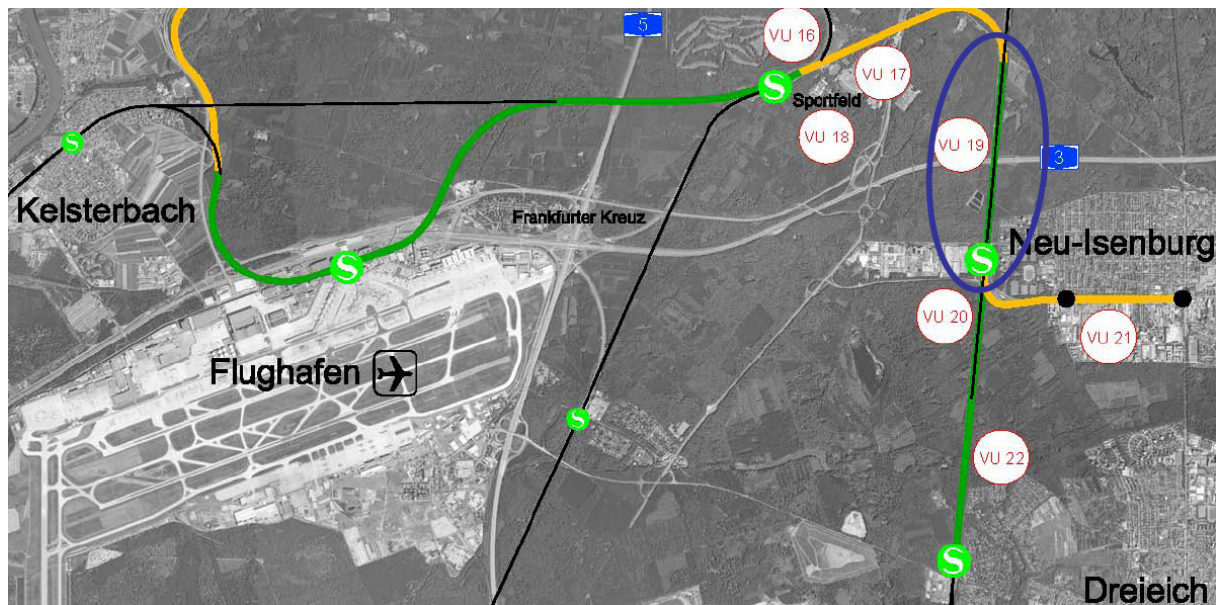 5
VU 16
VU 17
S
Sportfeld
VU 18
S
VU 19
3
Kelsterbach
Frankfurter Kreuz
Neu-Isenburg
S
S
VU 20
VU 21
Flughafen
S
VU 22
S
Dreieich